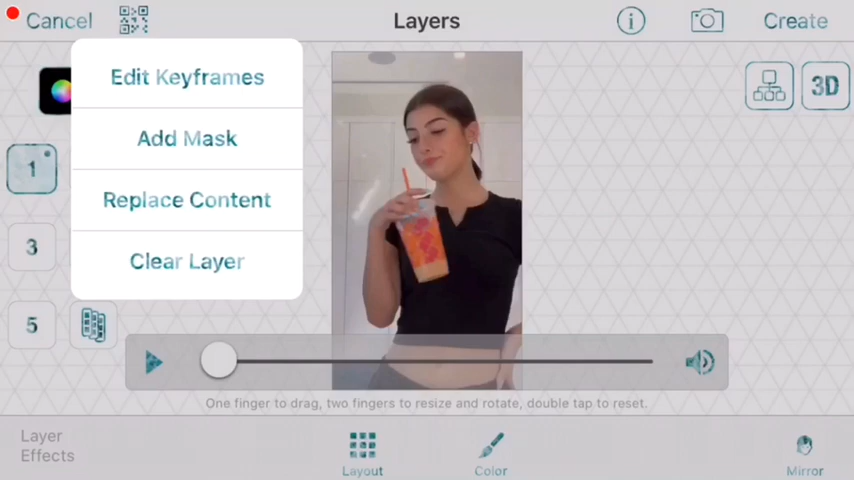 Cancel
Layers
Create
Edit Keyframes
3D
Add Mask
1
Replace Content
3
Clear Layer
5
One finger to drag, two fingers to resize and rotate, double tap to reset.
Layer
Effects
Layout
Color
Mirror